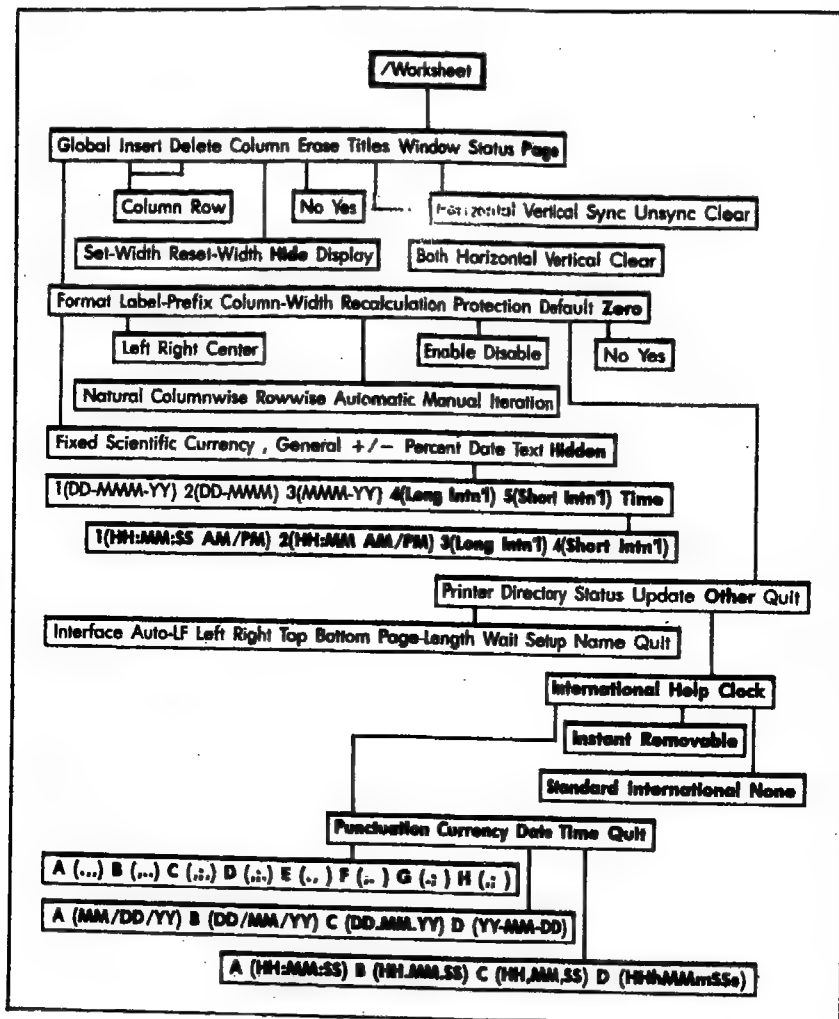 /Worksheet
Global Insert Delete Column Erase Titles Window Status Page
Column Row
No Yes
Horizontal Vertical Sync Unsync Clear
Set-Width Reset-Width Hide Display
Both Horizontal Vertical Clear
Format Label-Prefix Column-Width Recalculation Protection Default Zero
Left Right Center
Enable Disable
No Yes
Natural Columnwise Rowwise Automatic Manual Iteration
Fixed Scientific Currency , General +/− Percent Date Text Hidden
1(DD-MMM-YY) 2(DD-MMM) 3(MMM-YY) 4(Long Intn'l) 5(Short Intn'l) Time
1(HH:MM:SS AM/PM) 2(HH:MM AM/PM) 3(Long Intn'l) 4(Short Intn'l)
Printer Directory Status Update Other Quit
Interface Auto-LF Left Right Top Bottom Page-Length Wait Setup Name Quit
International Help Clock
Instant Removable
Standard International None
Punctuation Currency Date Time Quit
A B C D E F G H
A (MM/DD/YY) B (DD/MM/YY) C (DD.MM.YY) D (YY-MM-DD)
A (HH:MM:SS) B (HH.MM.SS) C (HH,MM,SS) D (HHhMMmSSs)